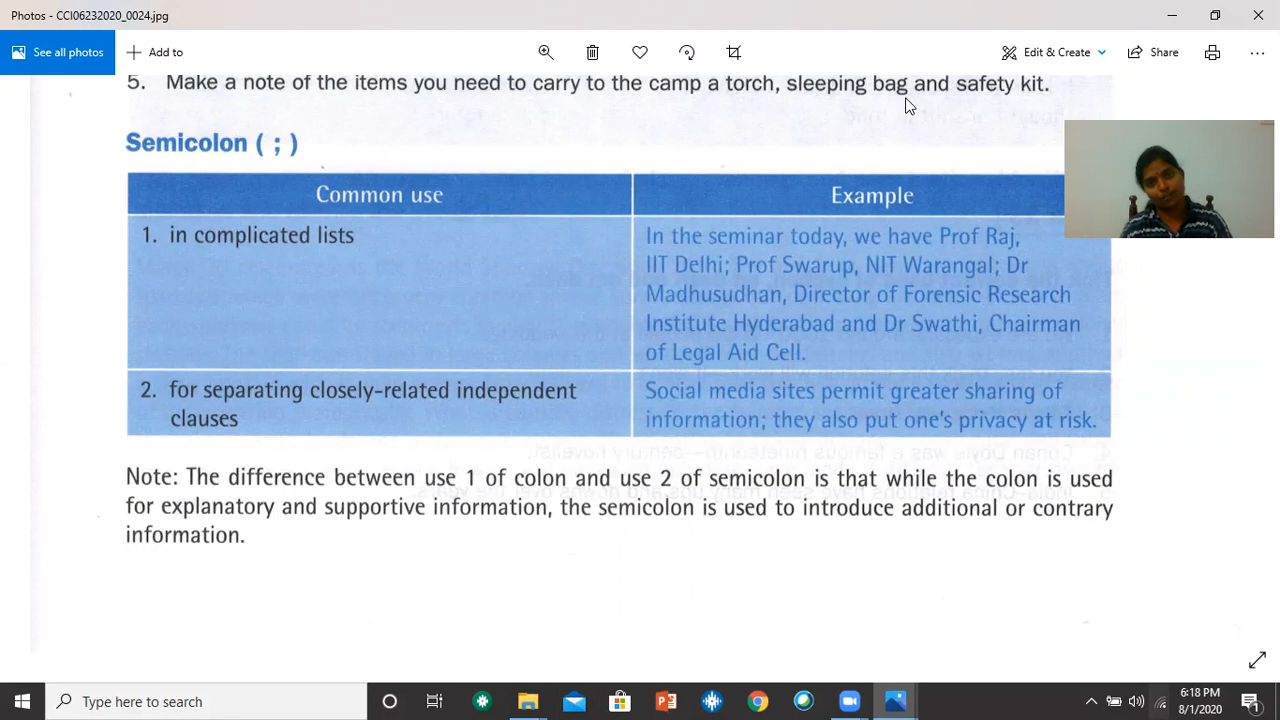 Photos - CCI06232020_0024.jpg
See all photos
Add to
Edit & Create
Share
5. Make a note of the items you need to carry to the camp a torch, sleeping bag and safety kit.
Semicolon ( ; )
Common use
Example
1. in complicated lists
In the seminar today, we have Prof Raj,
IIT Delhi; Prof Swarup, NIT Warangal; Dr
Madhusudhan, Director of Forensic Research
Institute Hyderabad and Dr Swathi, Chairman
of Legal Aid Cell.
2. for separating closely-related independent
clauses
Social media sites permit greater sharing of
information; they also put one's privacy at risk.
Note: The difference between use 1 of colon and use 2 of semicolon is that while the colon is used
for explanatory and supportive information, the semicolon is used to introduce additional or contrary
information.
Type here to search
6:18 PM
8/1/2020